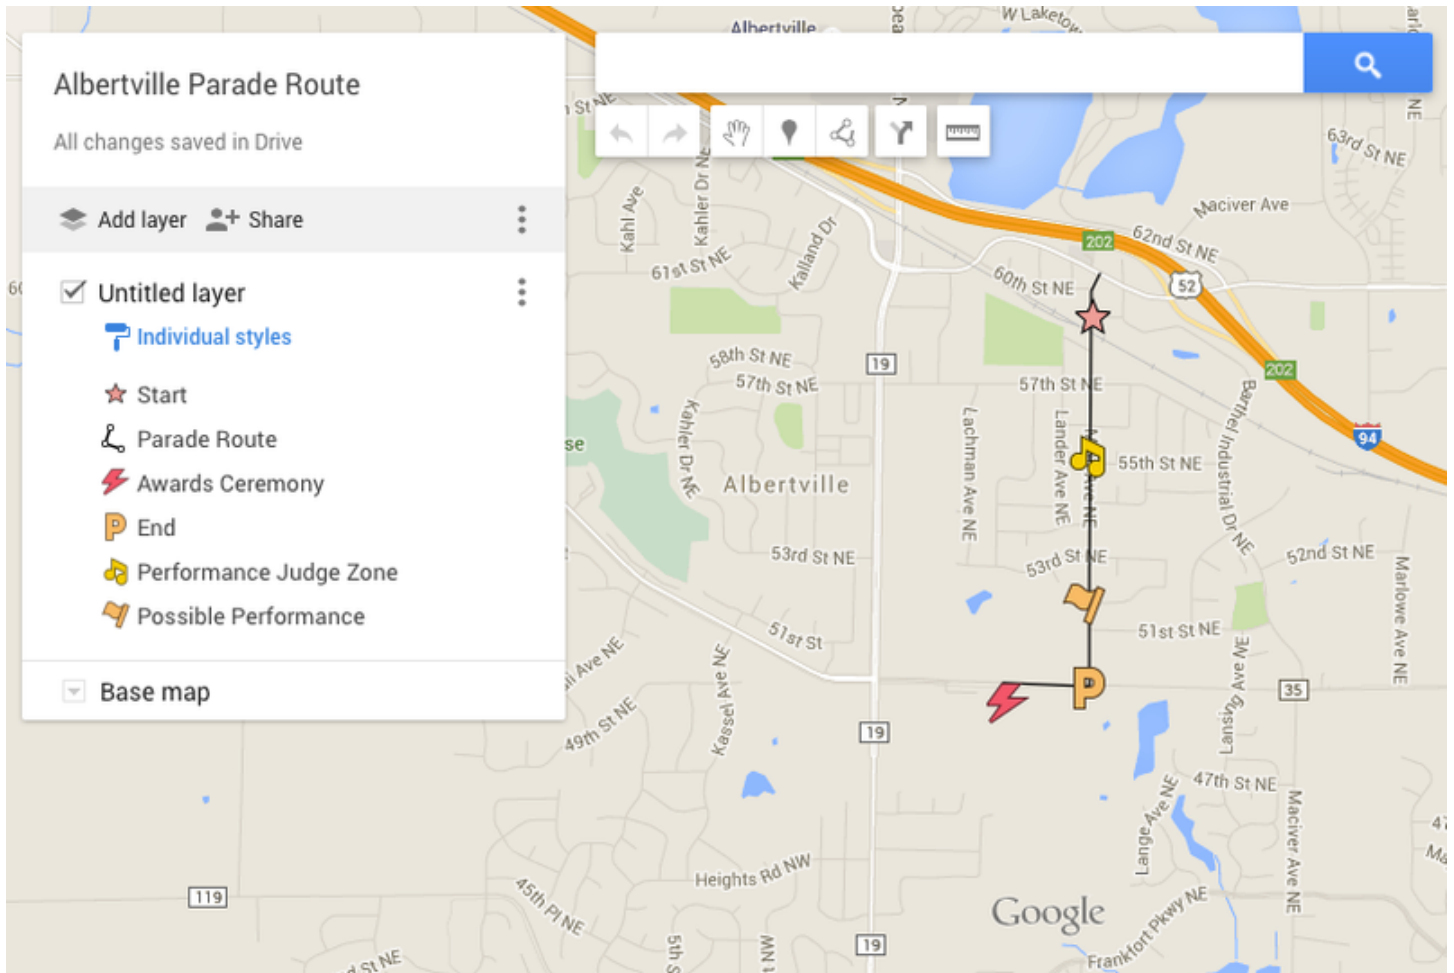 Albertville Parade Route
All changes saved in Drive
Add layer
Share
Untitled layer
Individual styles
Start
Parade Route
Awards Ceremony
End
Performance Judge Zone
Possible Performance
Base map
Albertville
W Laketow
63rd St NE
Maciver Ave
62nd St NE
202
52
60th St NE
Kahl Ave
Kahler Dr NE
Kalland Dr
61st St NE
58th St NE
57th St NE
19
57th St NE
202
94
Kahler Dr NE
Albertville
Lachman Ave NE
Lander Ave NE
55th St NE
Barthel Industrial Dr NE
53rd St NE
53rd St NE
52nd St NE
Marlowe Ave NE
51st St
51st St NE
P
35
Lansing Ave NE
49th St NE
Kassel Ave NE
19
47th St NE
Lange Ave NE
Maciver Ave NE
119
45th Pl NE
Heights Rd NW
Google
Frankfort Pkwy NE
19